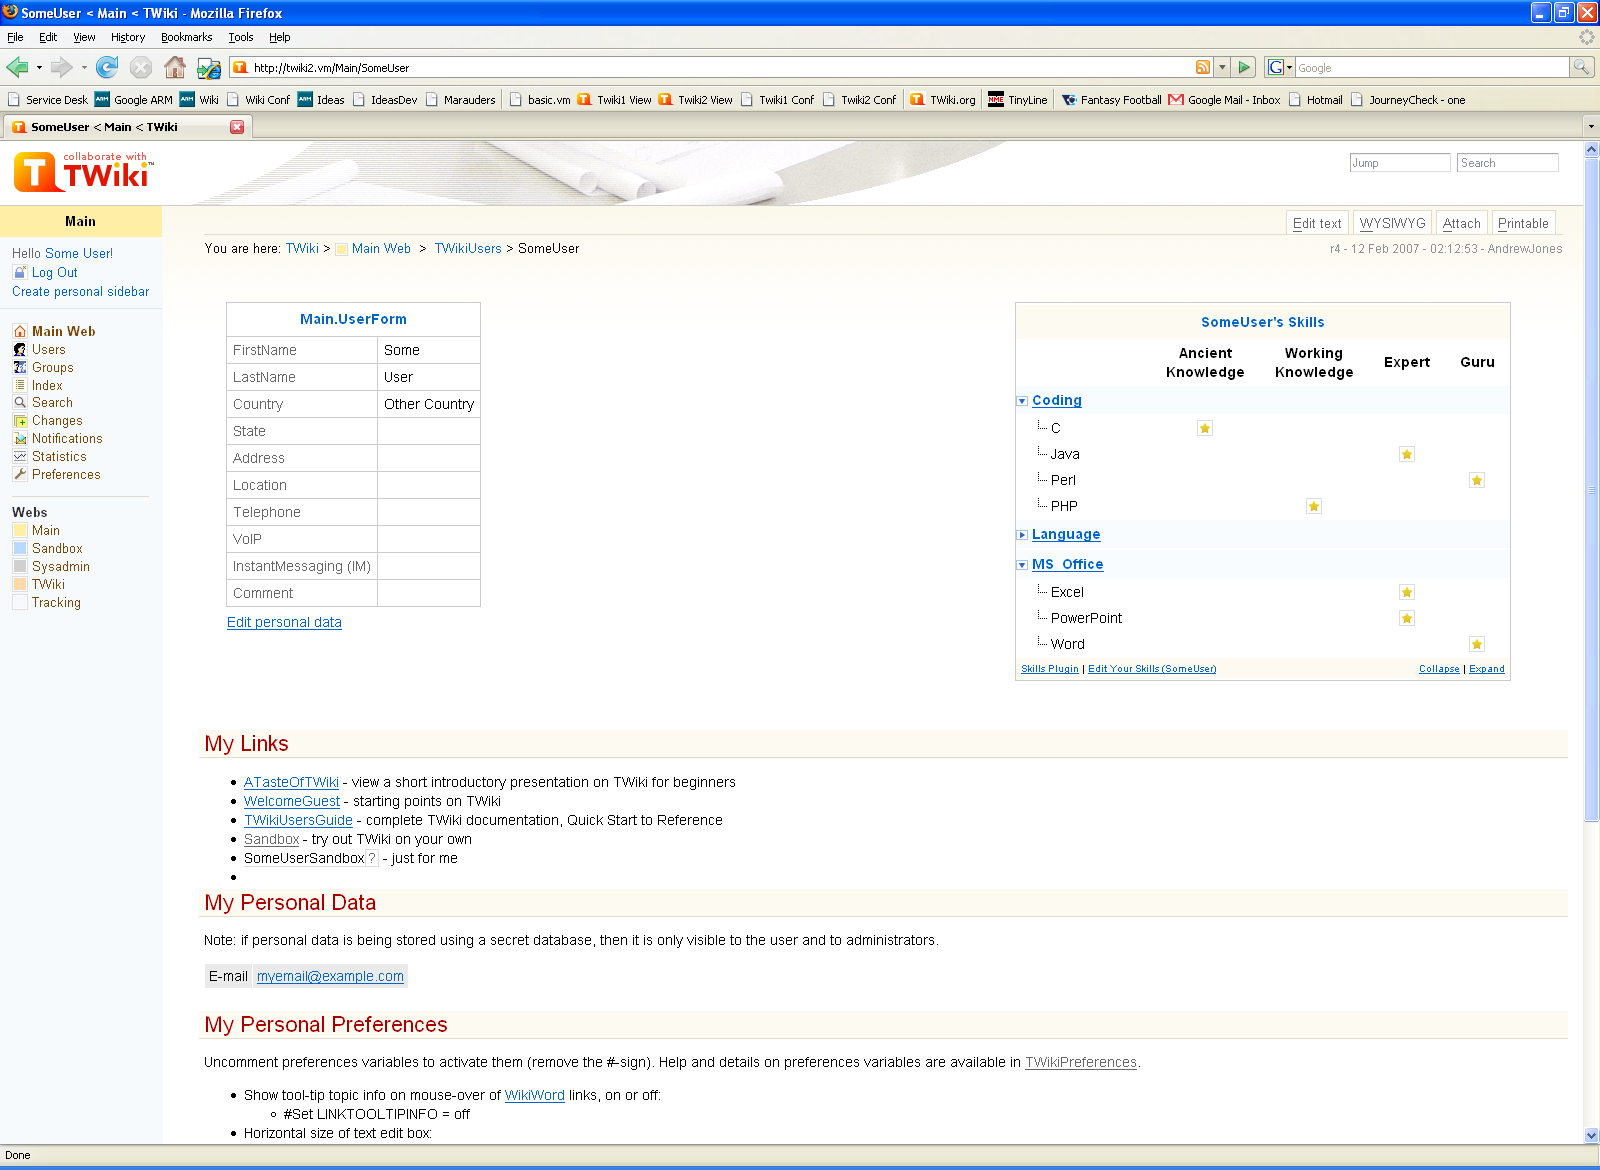 SomeUser < Main < TWiki - Mozilla Firefox
File Edit View History Bookmarks Tools Help
http://twiki2.vm/Main/SomeUser
G Google
Service Desk ARM Google ARM ARM Wiki Wiki Conf ARM Ideas IdeasDev Marauders basic.vm Twiki1 View Twiki2 View Twiki1 Conf Twiki2 Conf TWiki.org NME TinyLine Fantasy Football Google Mail - Inbox Hotmail JourneyCheck - one
SomeUser < Main < TWiki
collaborate with
TWiki™
Jump Search
Main
Edit text WYSIWYG Attach Printable
You are here: TWiki > Main Web > TWikiUsers > SomeUser
r4 - 12 Feb 2007 - 02:12:53 - AndrewJones
Hello Some User!
Log Out
Create personal sidebar
Main Web
Users
Groups
Index
Search
Changes
Notifications
Statistics
Preferences
Webs
Main
Sandbox
Sysadmin
TWiki
Tracking
Main.UserForm
FirstName Some
LastName User
Country Other Country
State
Address
Location
Telephone
VoIP
InstantMessaging (IM)
Comment
Edit personal data
SomeUser's Skills
Ancient Knowledge Working Knowledge Expert Guru
Coding
C
Java
Perl
PHP
Language
MS Office
Excel
PowerPoint
Word
Skills Plugin | Edit Your Skills (SomeUser) Collapse | Expand
My Links
• ATasteOfTWiki - view a short introductory presentation on TWiki for beginners
• WelcomeGuest - starting points on TWiki
• TWikiUsersGuide - complete TWiki documentation, Quick Start to Reference
• Sandbox - try out TWiki on your own
• SomeUserSandbox? - just for me
•
My Personal Data
Note: if personal data is being stored using a secret database, then it is only visible to the user and to administrators.
E-mail myemail@example.com
My Personal Preferences
Uncomment preferences variables to activate them (remove the #-sign). Help and details on preferences variables are available in TWikiPreferences.
• Show tool-tip topic info on mouse-over of WikiWord links, on or off:
◦ #Set LINKTOOLTIPINFO = off
• Horizontal size of text edit box:
Done